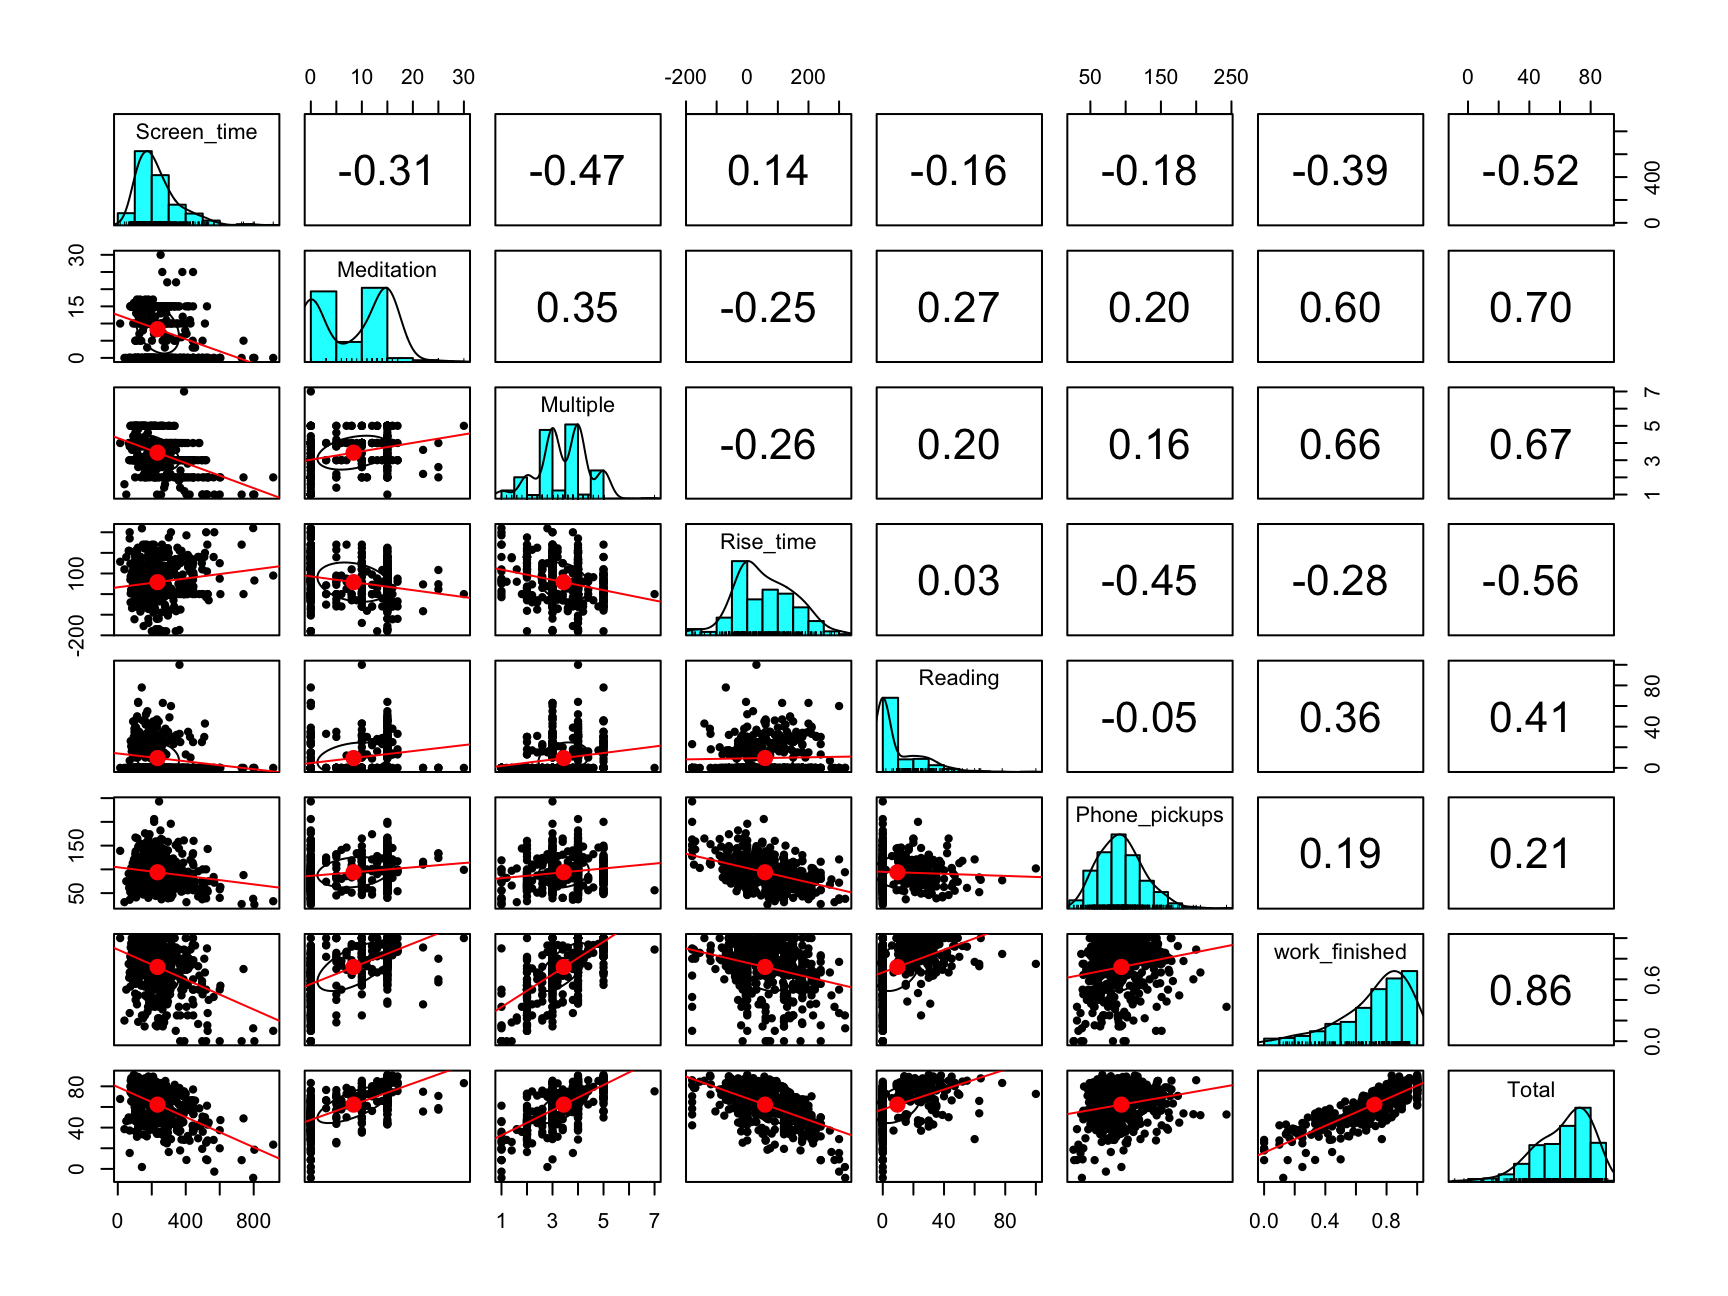 0 10 20 30 -200 0 200 50 150 250 0 40 80
Screen_time -0.31 -0.47 0.14 -0.16 -0.18 -0.39 -0.52 0 400
0 15 30 Meditation 0.35 -0.25 0.27 0.20 0.60 0.70
Multiple -0.26 0.20 0.16 0.66 0.67 1 3 5 7
-200 100 Rise_time 0.03 -0.45 -0.28 -0.56
Reading -0.05 0.36 0.41 0 40 80
50 150 Phone_pickups 0.19 0.21
work_finished 0.86 0.0 0.6
0 40 80 Total
0 400 800 1 3 5 7 0 40 80 0.0 0.4 0.8